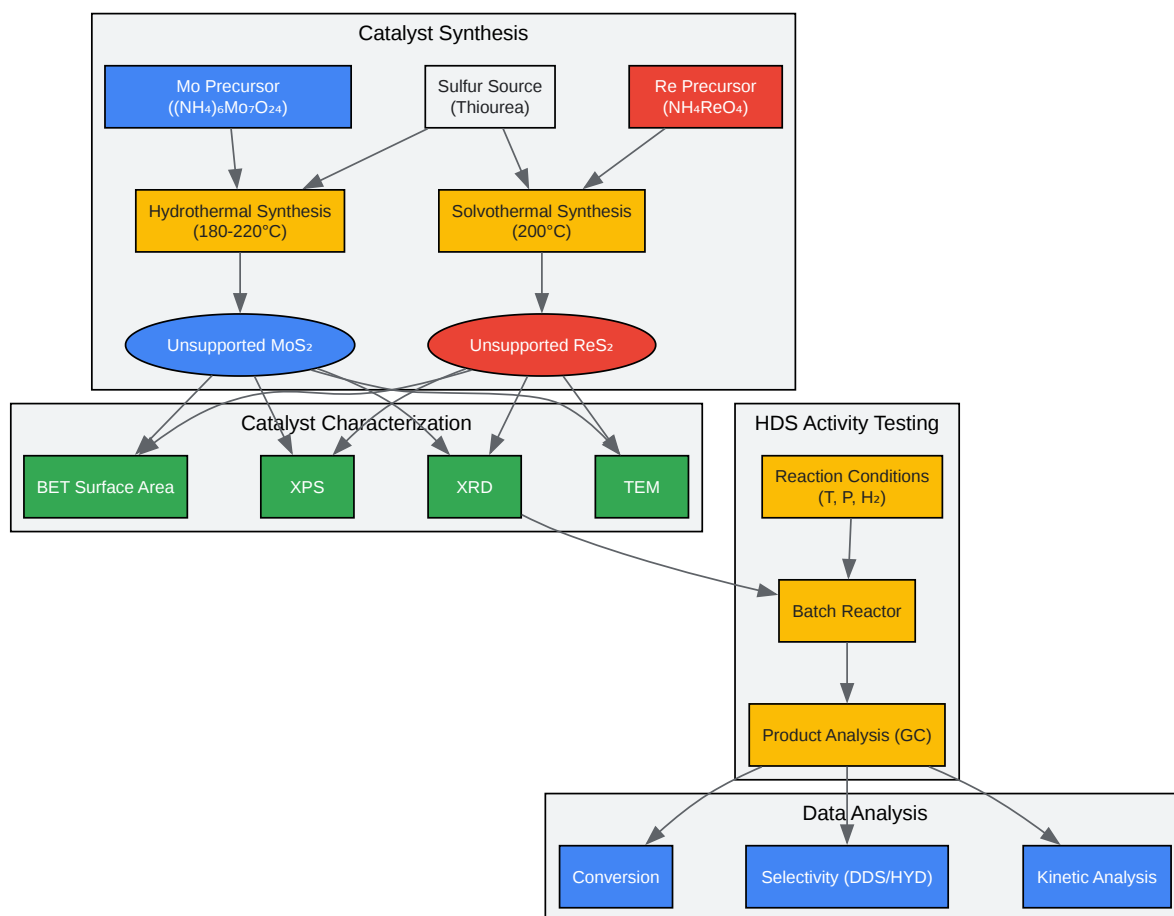 Catalyst Synthesis
Mo Precursor
((NH₄)₆Mo₇O₂₄)
Sulfur Source
(Thiourea)
Re Precursor
(NH₄ReO₄)
Hydrothermal Synthesis
(180-220°C)
Solvothermal Synthesis
(200°C)
Unsupported MoS₂
Unsupported ReS₂
Catalyst Characterization
BET Surface Area
XPS
XRD
TEM
HDS Activity Testing
Reaction Conditions
(T, P, H₂)
Batch Reactor
Product Analysis (GC)
Data Analysis
Conversion
Selectivity (DDS/HYD)
Kinetic Analysis